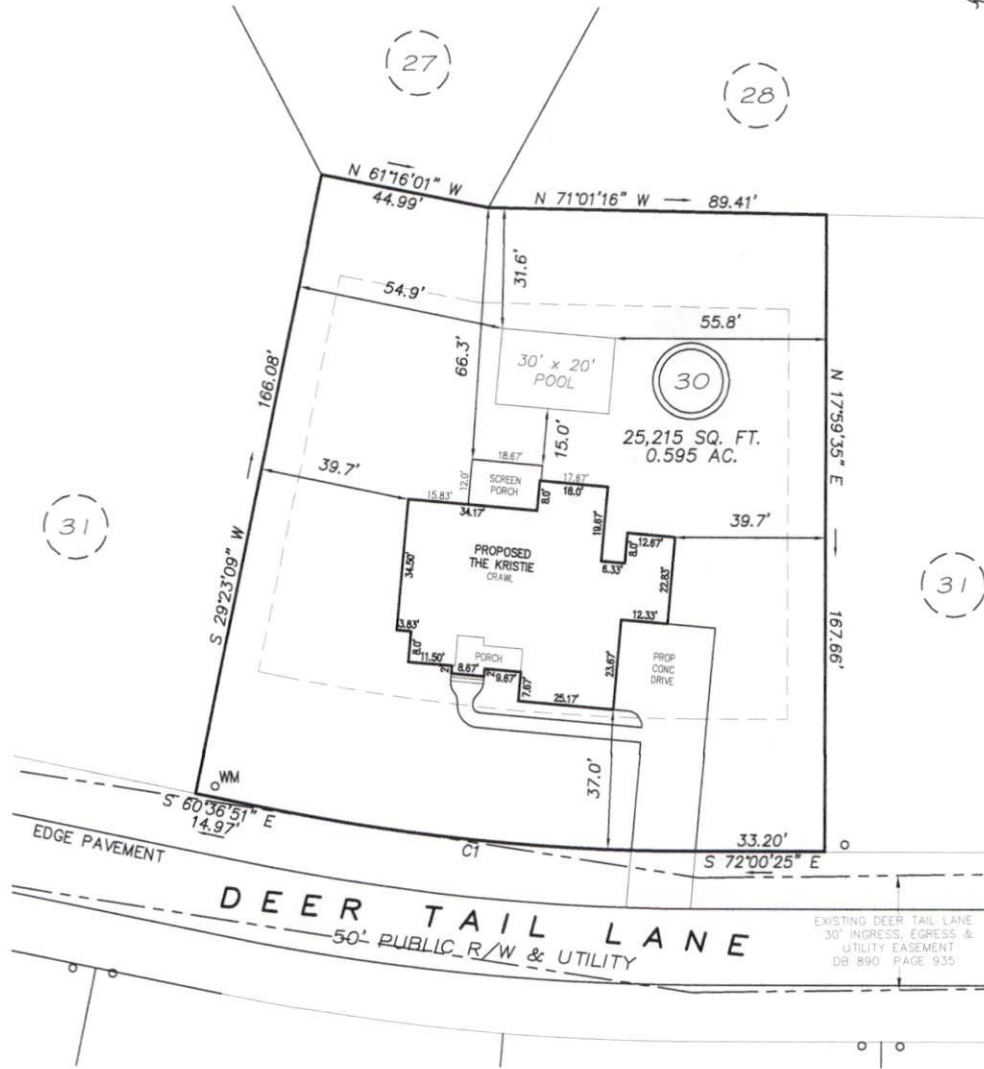 27
28
N 61°16'01" W
44.99'
N 71°01'16" W
89.41'
31.6'
54.9'
55.8'
66.3'
30' x 20'
POOL
30
166.08'
N 17°59'35" E
25,215 SQ. FT.
0.595 AC.
15.0'
18.67'
39.7'
12.0'
SCREEN
PORCH
17.67'
18.0'
8.0'
15.83'
34.17'
31
19.67'
39.7'
12.67'
8.0'
6.33'
PROPOSED
THE KRISTIE
CRAWL
34.50'
22.83'
31
S 29°23'09" W
12.33'
3.83'
8.0'
11.50'
PORCH
8.67'
9.67'
7.67'
23.67'
25.17'
PROP
CONC
DRIVE
167.66'
37.0'
WM
S 60°36'51" E
14.97'
C1
33.20'
S 72°00'25" E
EDGE PAVEMENT
DEER TAIL LANE
50' PUBLIC R/W & UTILITY
EXISTING DEER TAIL LANE
30' INGRESS, EGRESS &
UTILITY EASEMENT
DB 890 PAGE 935